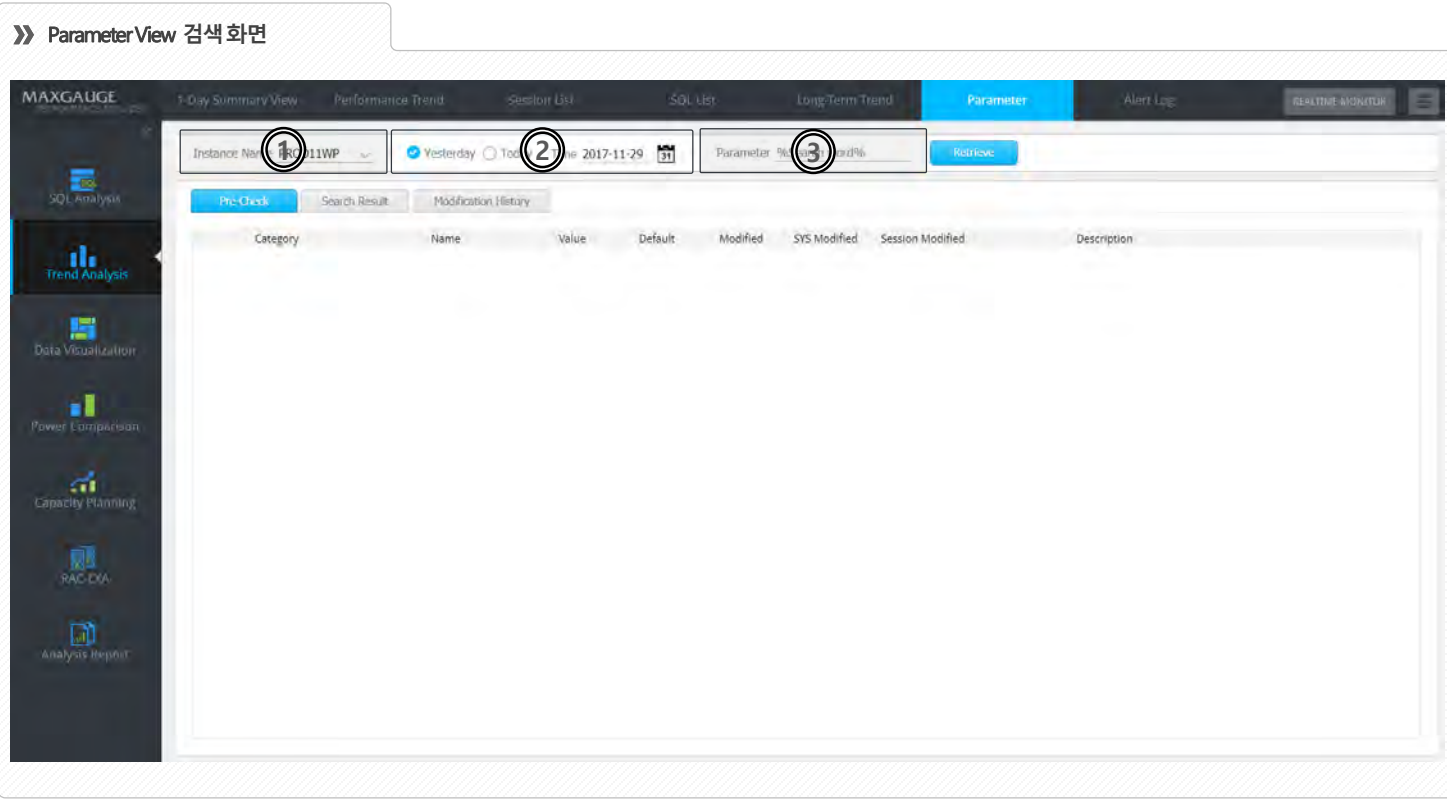 Parameter View 검색 화면
MAXGAUGE
1-Day Summary View Performance Trend Session List SQL List Long-Term Trend Parameter Alert Log REALTIME-MONITOR
Instance Name 11WP ① Yesterday ② 2017-11-29 31 Parameter ③ Retrieve
SQL Analysis
Pre-Check Search Result Modification History
Category Name Value Default Modified SYS Modified Session Modified Description
Trend Analysis
Data Visualization
Power Comparison
Capacity Planning
RAC-EXA
Analysis Report